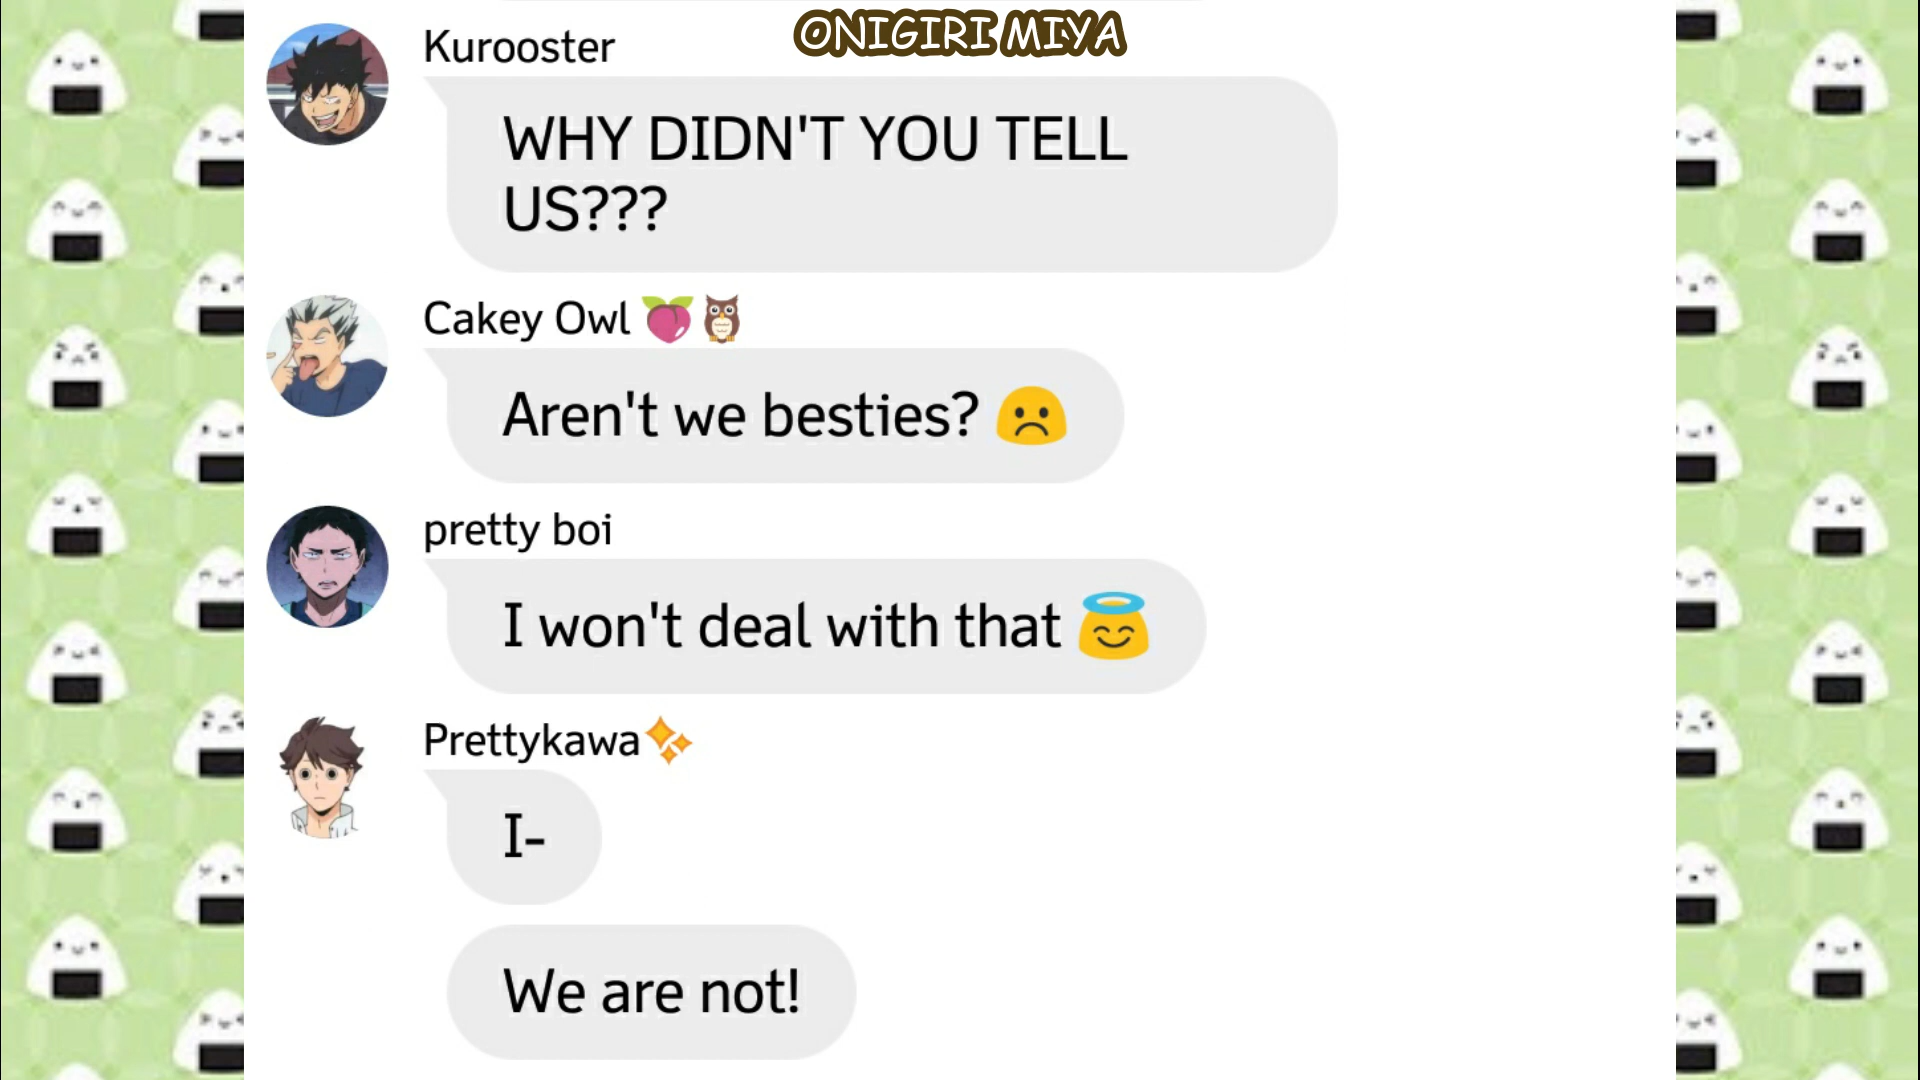 ONIGIRI MIYA
Kurooster
WHY DIDN'T YOU TELL
US???
Cakey Owl 🍑🦉
Aren't we besties? ☹️
pretty boi
I won't deal with that 😇
Prettykawa✨
I-
We are not!